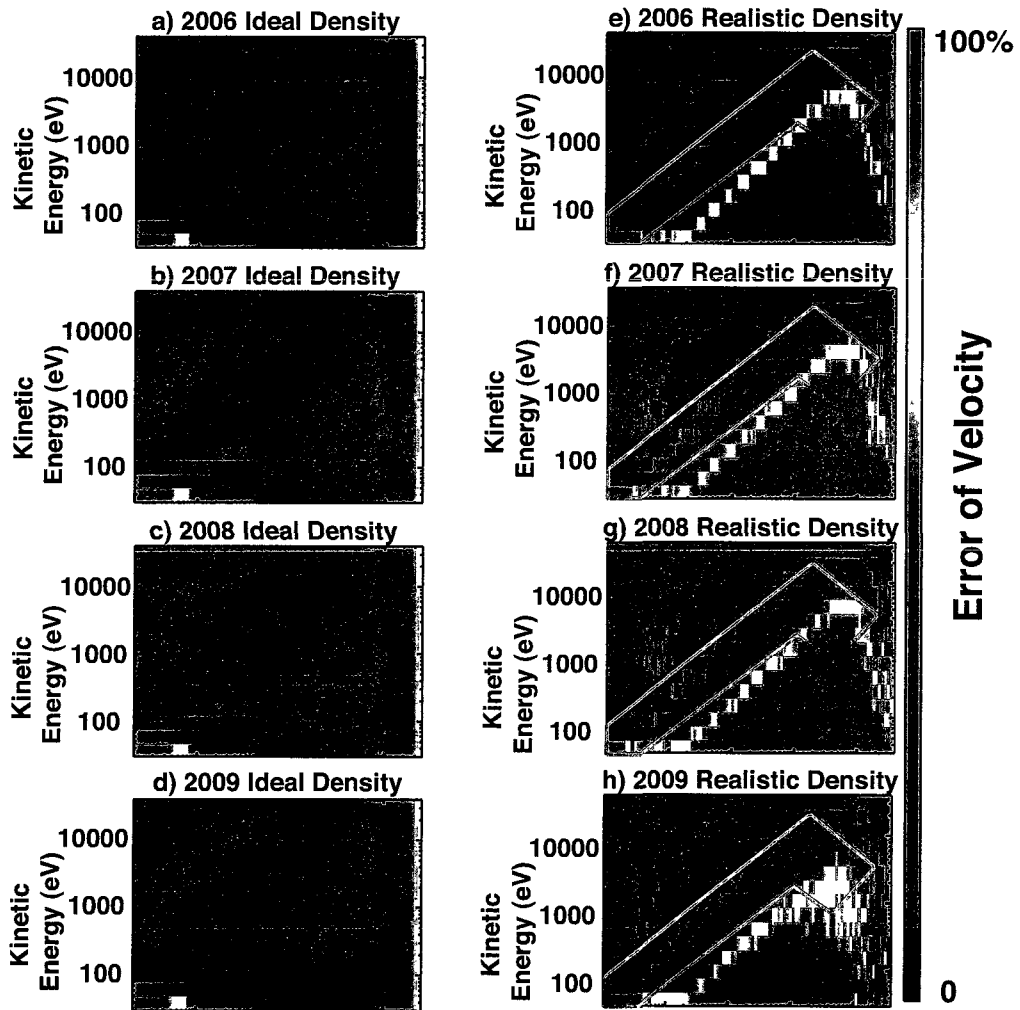 a) 2006 Ideal Density
Kinetic
Energy (eV)
10000
1000
100
b) 2007 Ideal Density
Kinetic
Energy (eV)
10000
1000
100
c) 2008 Ideal Density
Kinetic
Energy (eV)
10000
1000
100
d) 2009 Ideal Density
Kinetic
Energy (eV)
10000
1000
100
e) 2006 Realistic Density
Kinetic
Energy (eV)
10000
1000
100
f) 2007 Realistic Density
Kinetic
Energy (eV)
10000
1000
100
g) 2008 Realistic Density
Kinetic
Energy (eV)
10000
1000
100
h) 2009 Realistic Density
Kinetic
Energy (eV)
10000
1000
100
100%
Error of Velocity
0